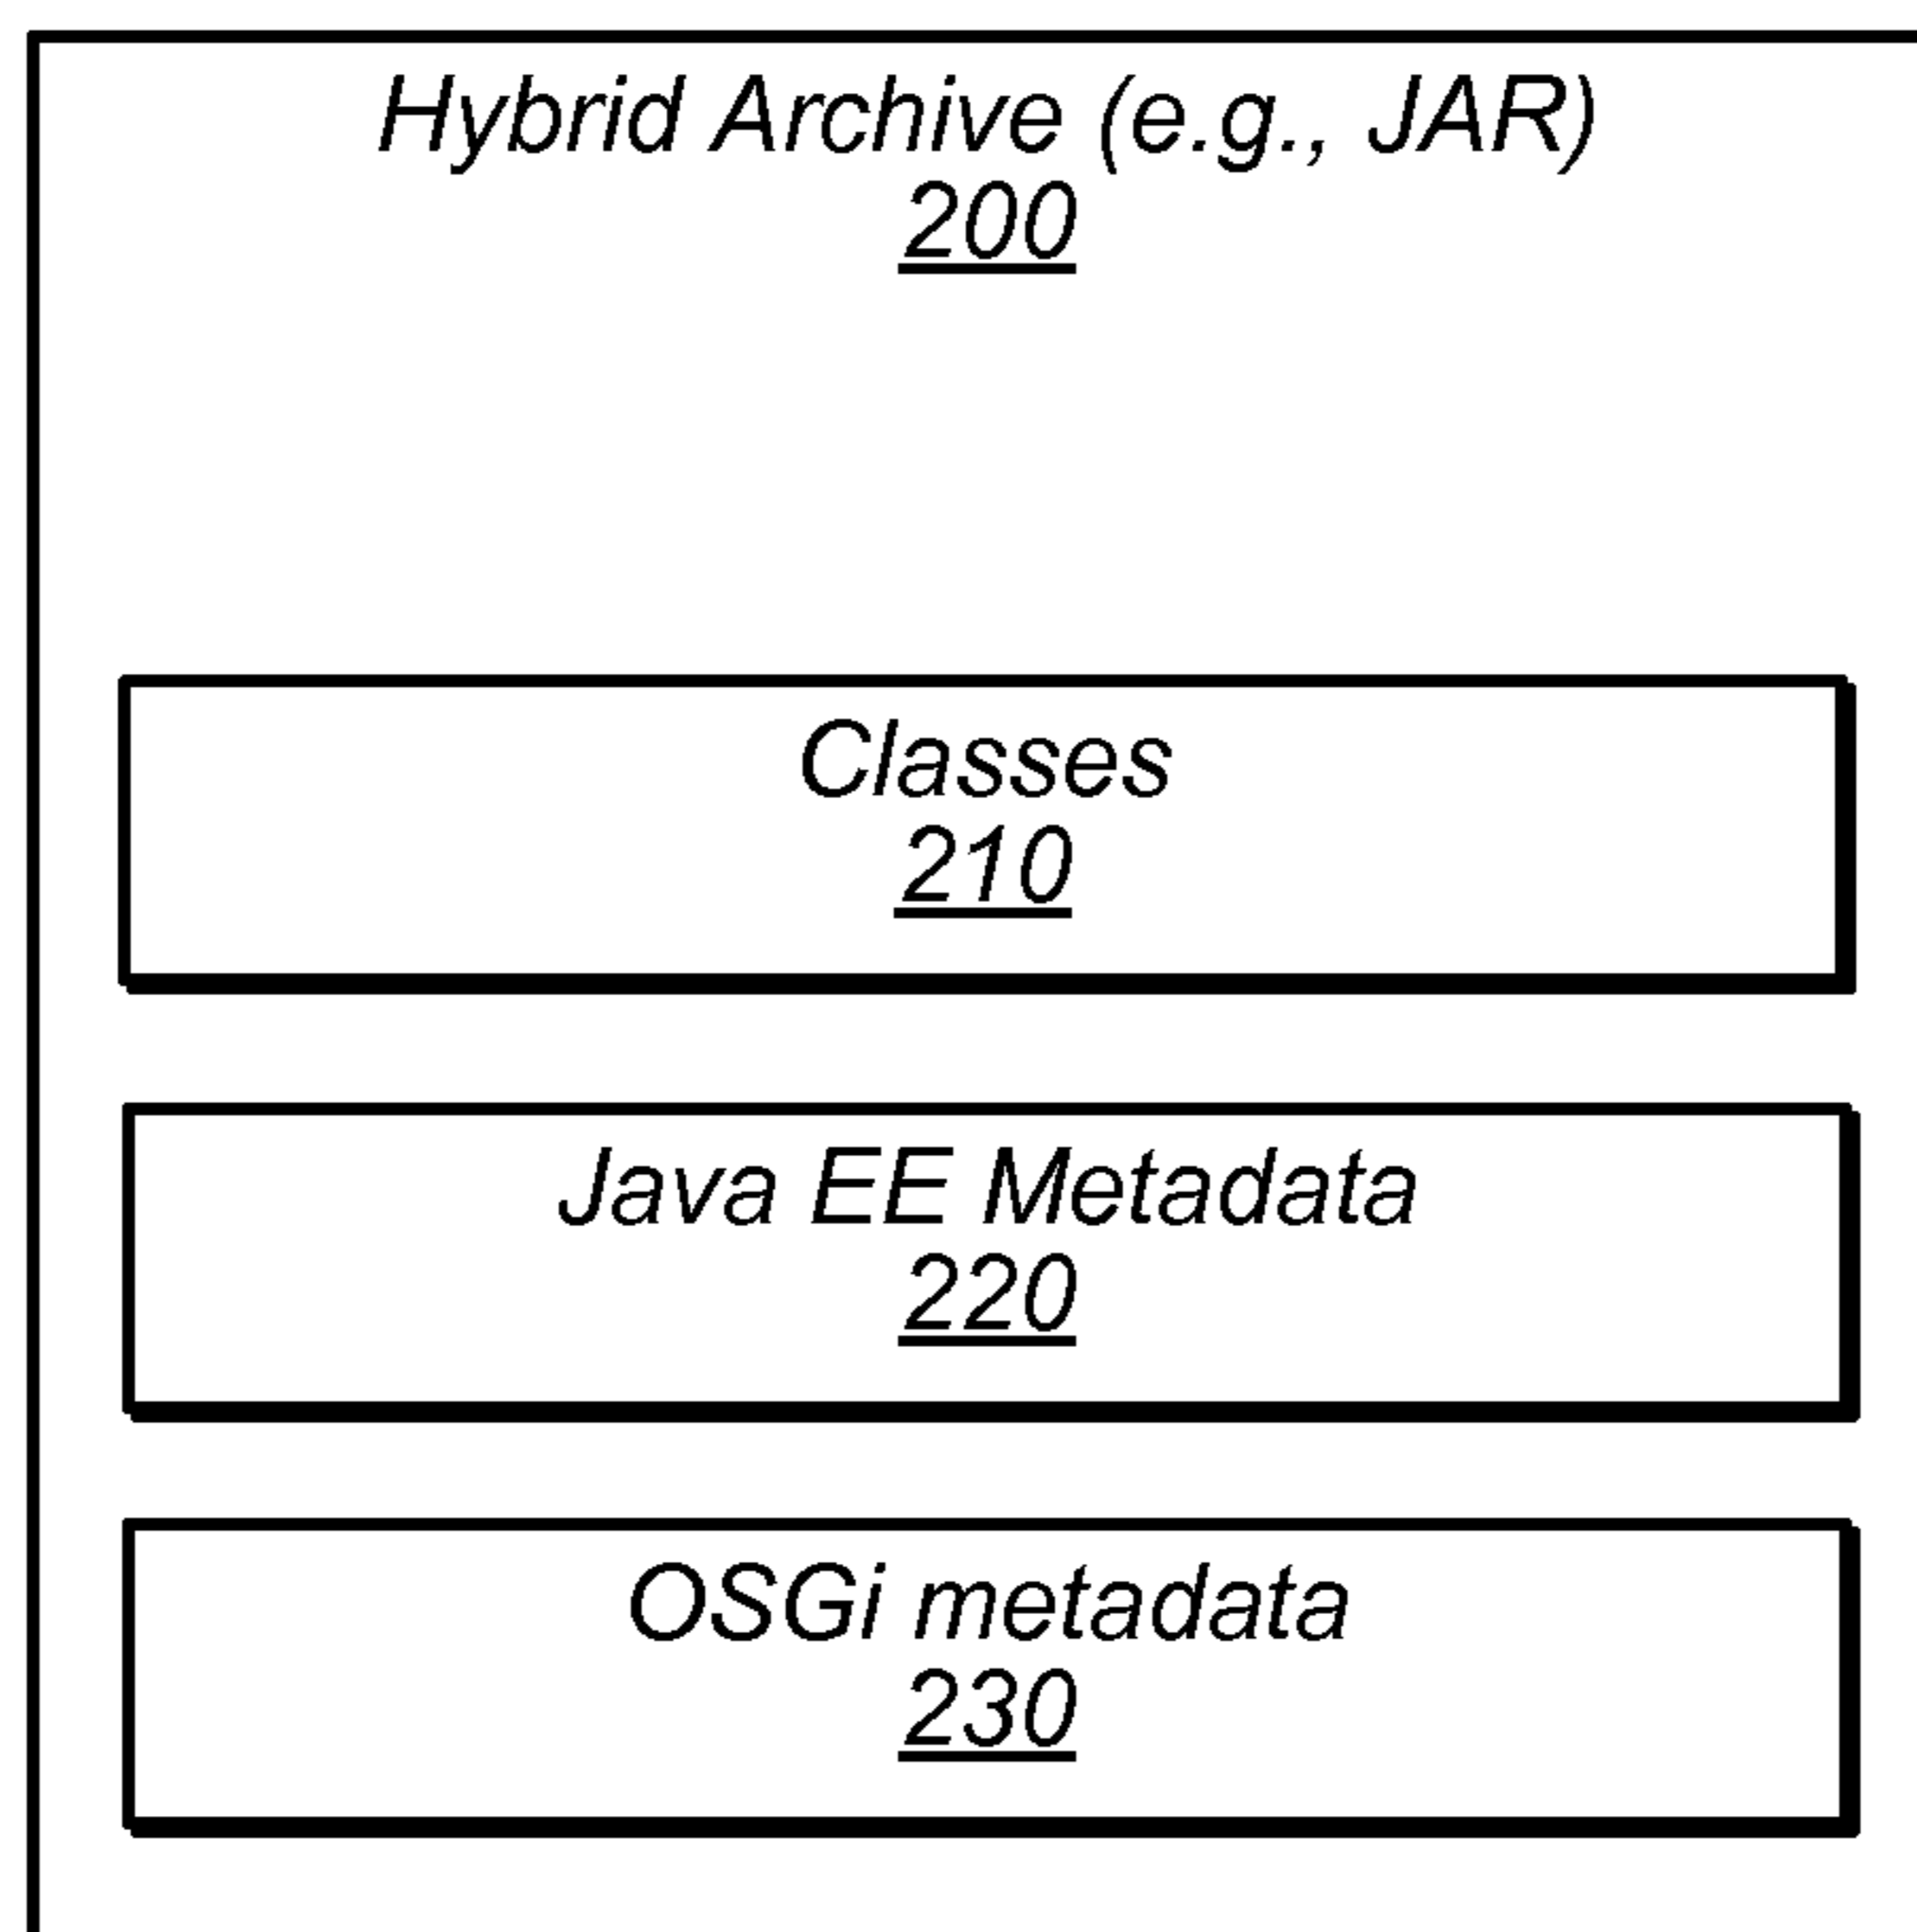 Hybrid Archive (e.g., JAR)
200
Classes
210
Java EE Metadata
220
OSGi metadata
230